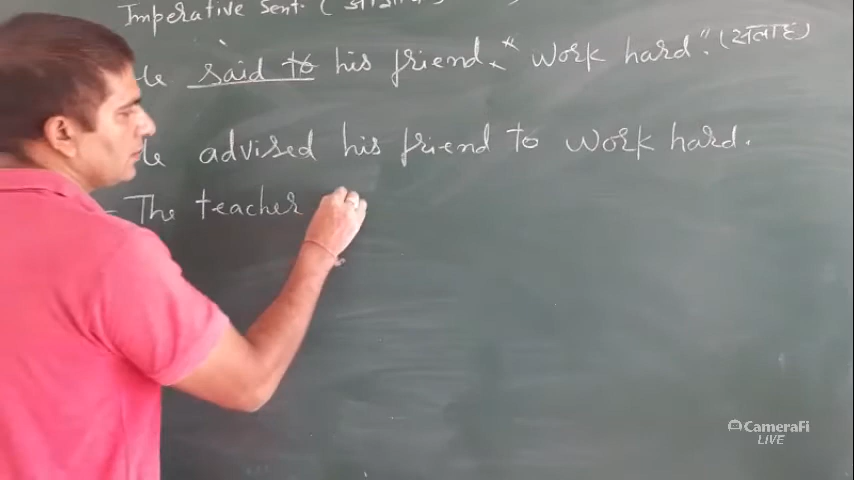 Imperative Sent. (
said to his friend, "Work hard". (सलाह)
advised his friend to work hard.
- The teacher
CameraFi
LIVE